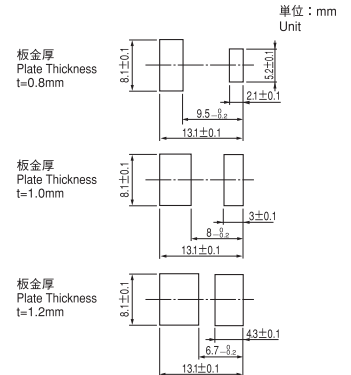 単位：mm
Unit
板金厚
Plate Thickness
t=0.8mm
8.1±0.1
5.2±0.1
2.1±0.1
9.5 −0/0.2
13.1±0.1
板金厚
Plate Thickness
t=1.0mm
8.1±0.1
3±0.1
8 −0/0.2
13.1±0.1
板金厚
Plate Thickness
t=1.2mm
8.1±0.1
4.3±0.1
6.7 −0/0.2
13.1±0.1